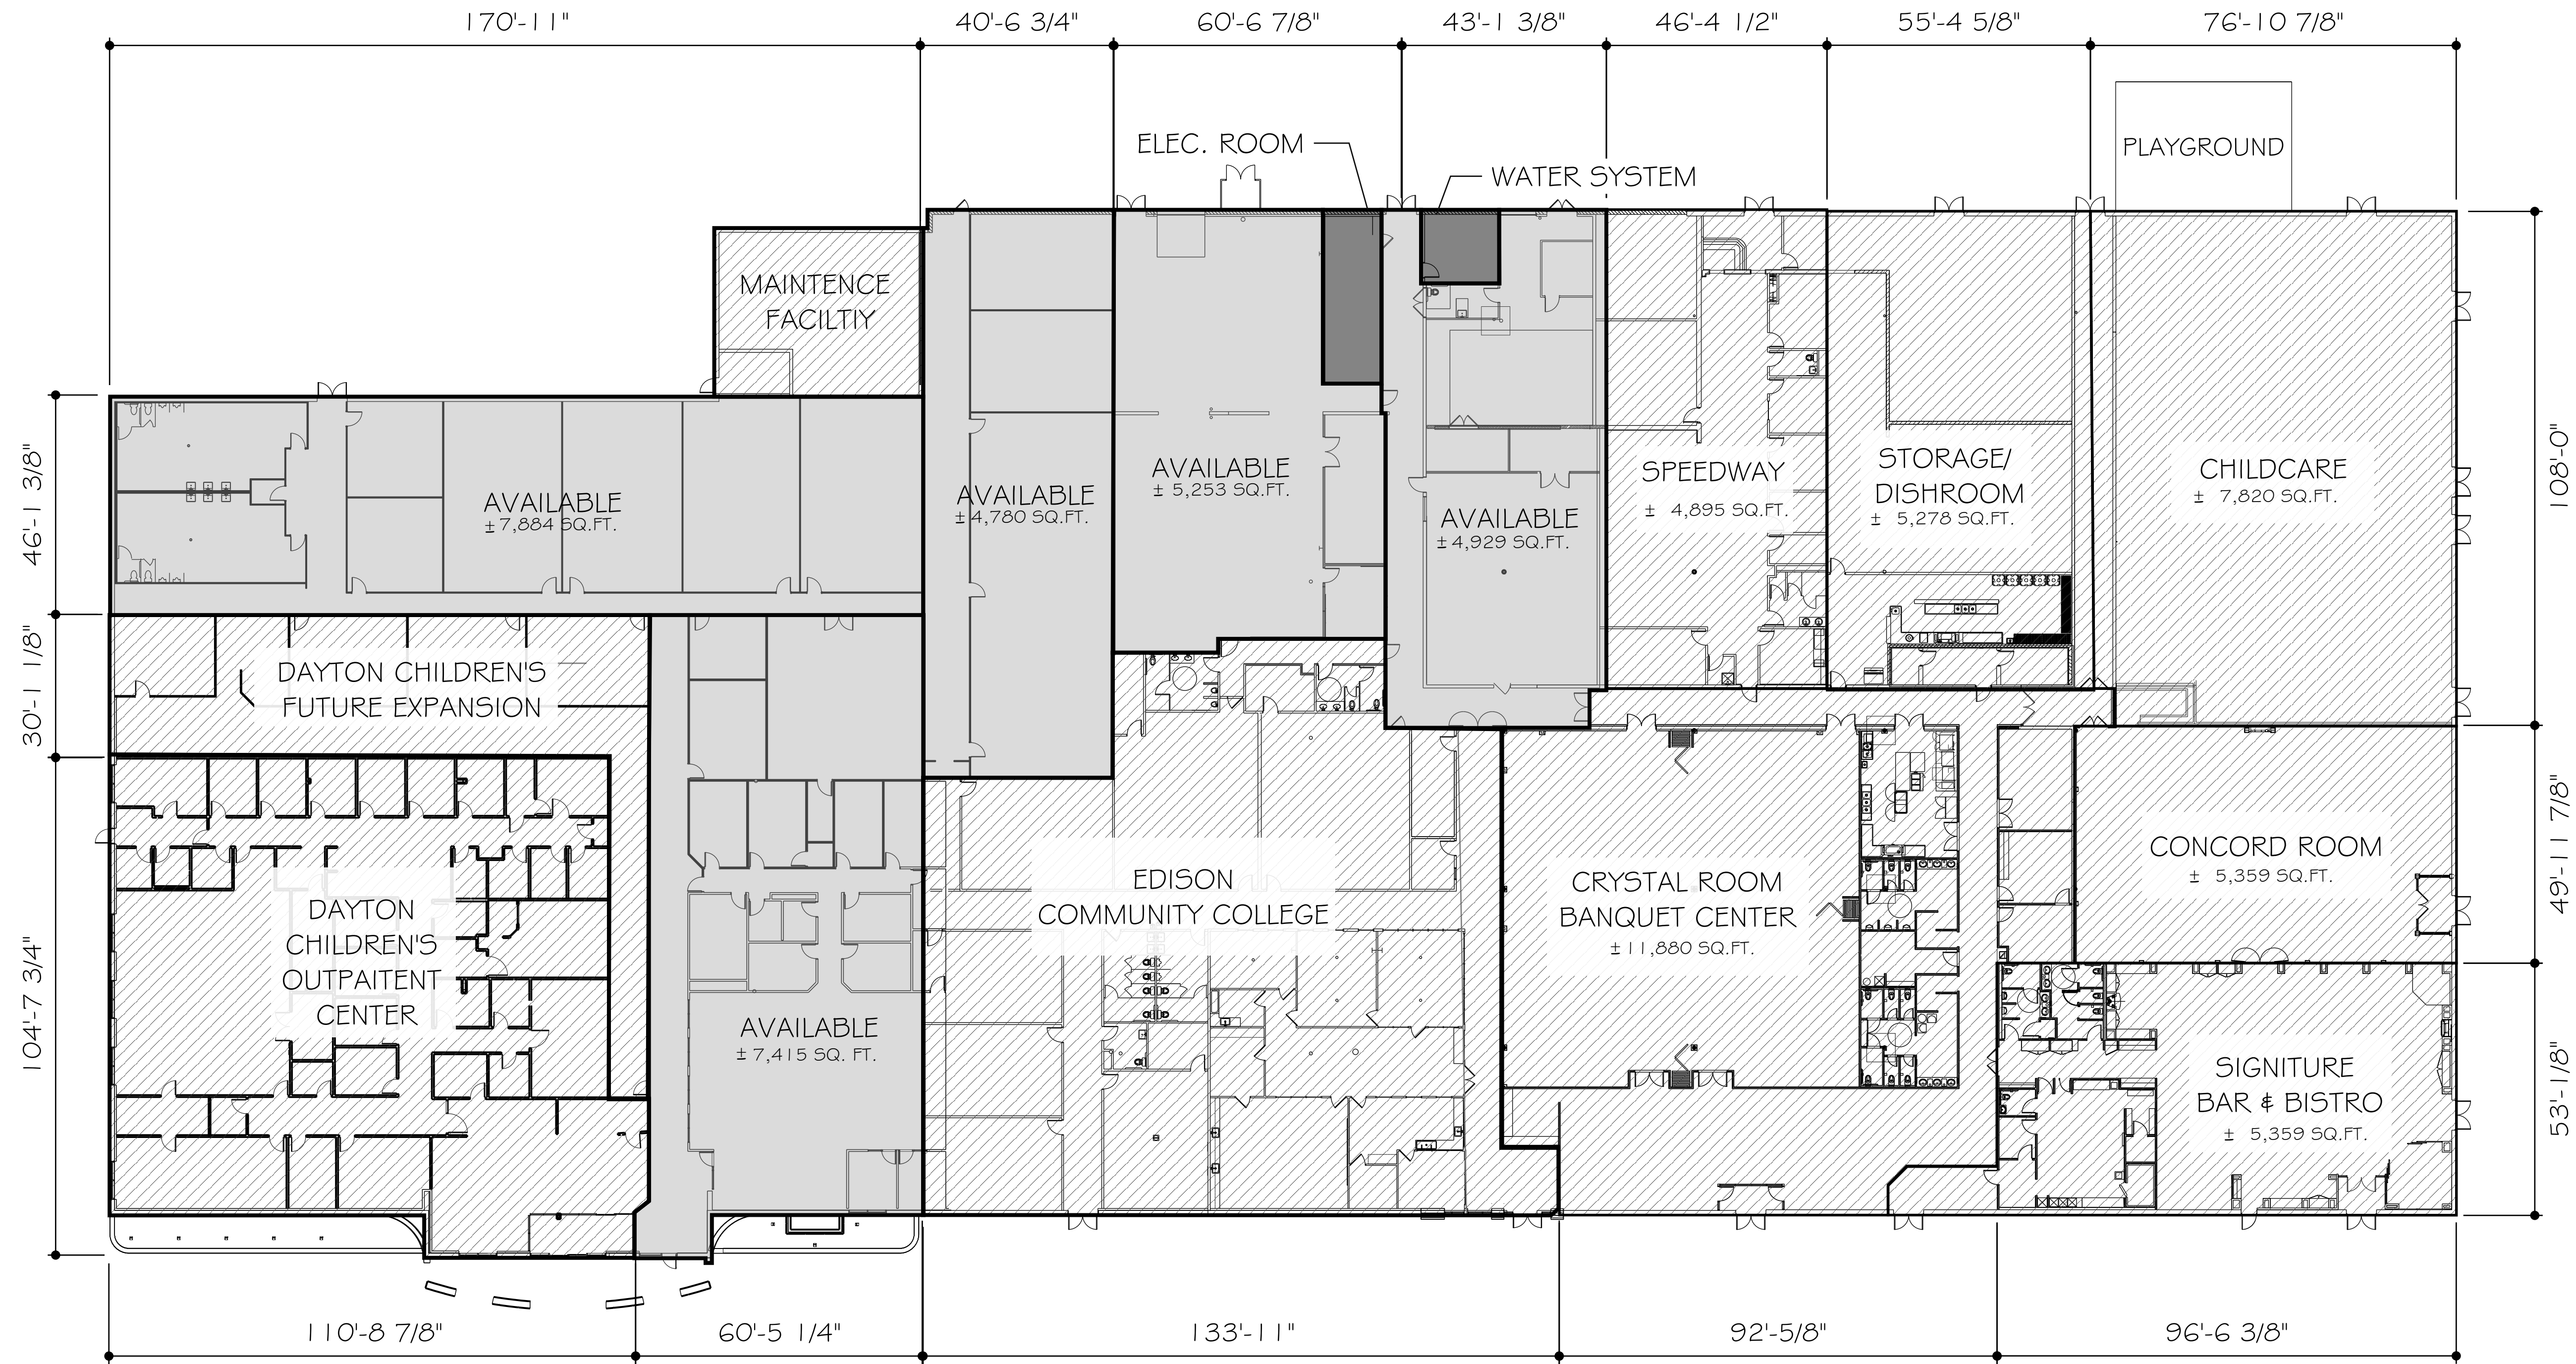 170'-11"
40'-6 3/4"
60'-6 7/8"
43'-1 3/8"
46'-4 1/2"
55'-4 5/8"
76'-10 7/8"
ELEC. ROOM
WATER SYSTEM
PLAYGROUND
MAINTENCE
FACILTIY
AVAILABLE
± 7,884 SQ.FT.
AVAILABLE
± 4,780 SQ.FT.
AVAILABLE
± 5,253 SQ.FT.
AVAILABLE
± 4,929 SQ.FT.
SPEEDWAY
± 4,895 SQ.FT.
STORAGE/
DISHROOM
± 5,278 SQ.FT.
CHILDCARE
± 7,820 SQ.FT.
46'-1 3/8"
30'-1 1/8"
104'-7 3/4"
108'-0"
49'-11 7/8"
53'-1/8"
DAYTON CHILDREN'S
FUTURE EXPANSION
DAYTON
CHILDREN'S
OUTPAITENT
CENTER
AVAILABLE
± 7,415 SQ. FT.
EDISON
COMMUNITY COLLEGE
CRYSTAL ROOM
BANQUET CENTER
± 11,880 SQ.FT.
CONCORD ROOM
± 5,359 SQ.FT.
SIGNITURE
BAR & BISTRO
± 5,359 SQ.FT.
110'-8 7/8"
60'-5 1/4"
133'-11"
92'-5/8"
96'-6 3/8"